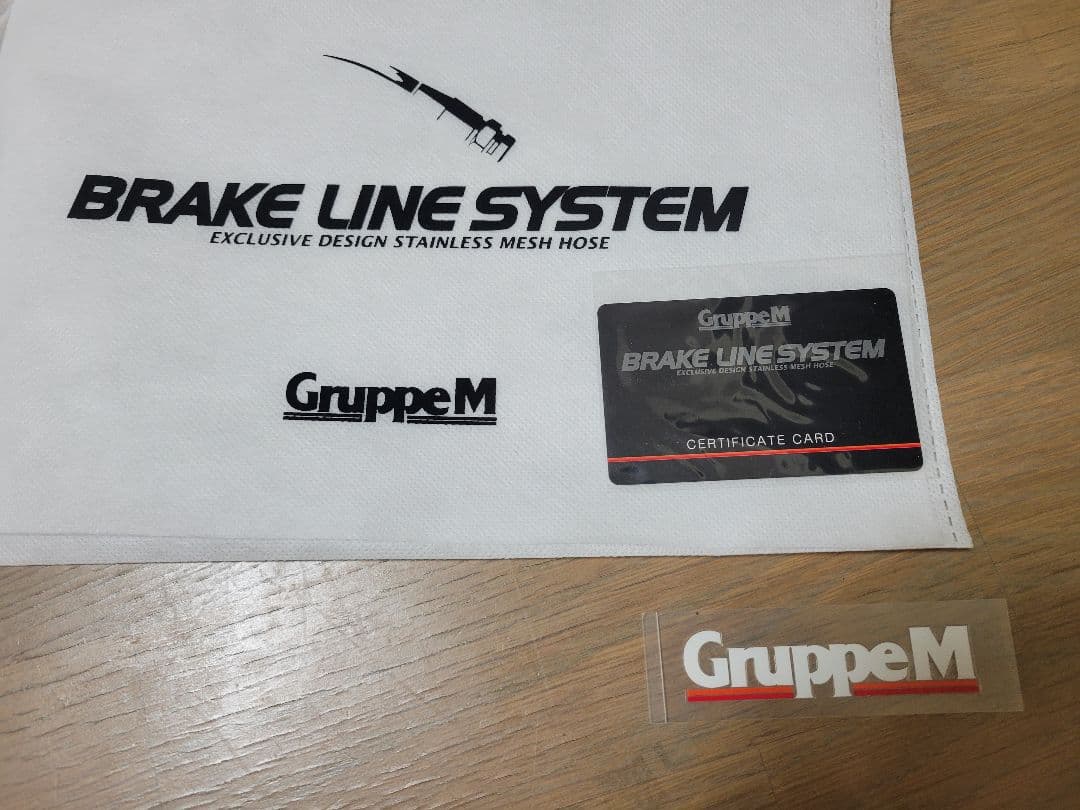 BRAKE LINE SYSTEM
EXCLUSIVE DESIGN STAINLESS MESH HOSE
GruppeM
GruppeM
BRAKE LINE SYSTEM
EXCLUSIVE DESIGN STAINLESS MESH HOSE
CERTIFICATE CARD
GruppeM